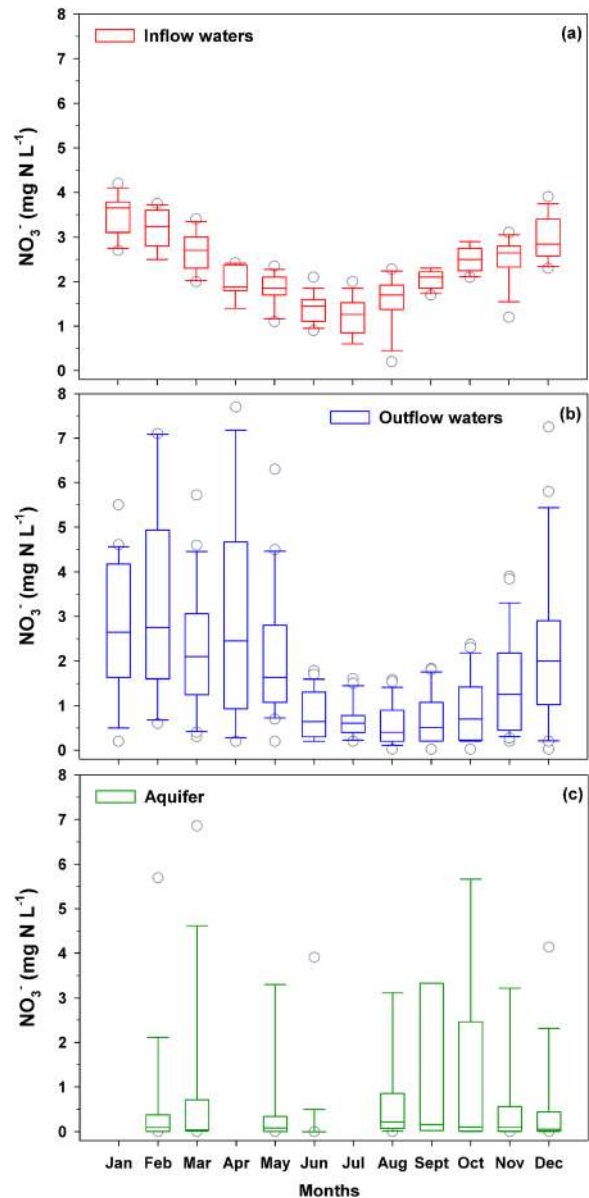 8
7
6
5
4
3
2
1
0
NO₃⁻ (mg N L⁻¹)
Inflow waters
(a)
8
7
6
5
4
3
2
1
0
NO₃⁻ (mg N L⁻¹)
Outflow waters
(b)
8
7
6
5
4
3
2
1
0
NO₃⁻ (mg N L⁻¹)
Aquifer
(c)
Jan Feb Mar Apr May Jun Jul Aug Sept Oct Nov Dec
Months